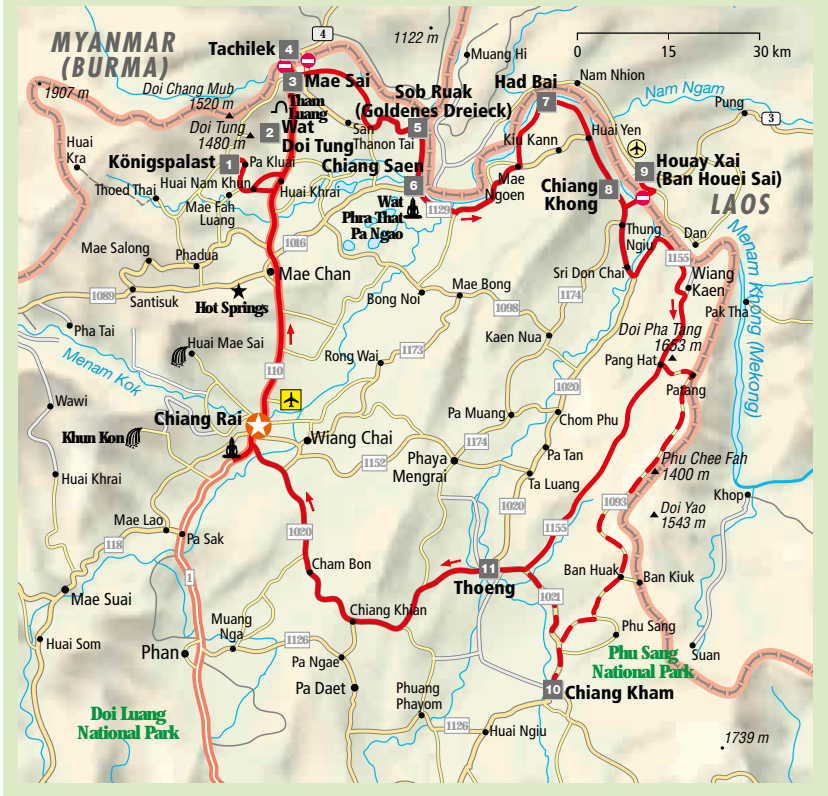 MYANMAR
(BURMA)
Tachilek
4
4
1122 m
Muang Hi
0
15
30 km
1907 m
Doi Chang Mub
1520 m
3
Mae Sai
Sob Ruak
(Goldenes Dreieck)
5
Had Bai
7
Nam Nhion
Nam Ngam
Pung
3
Tham
Luang
Doi Tung
1480 m
2
Wat
Doi Tung
San
Thanon Tai
Huai
Kra
Königspalast
1
Pa Kluai
Chiang Saen
6
Kiu Kann
Huai Yen
9
Houay Xai
(Ban Houei Sai)
Thoed Thai
Huai Nam Khun
Huai Khrai
Mae
Ngoen
Chiang
Khong
8
LAOS
Mae Fah
Luang
Wat
Phra That
Pa Ngao
1129
Thung
Ngiu
Dan
Menam Khong (Mekong)
Mae Salong
Phadua
1016
1155
Mae Chan
Sri Don Chai
Wiang
Kaen
1089
Santisuk
Hot Springs
Bong Noi
Mae Bong
1098
1174
Pak Tha
Pha Tai
Doi Pha Tang
1653 m
Huai Mae Sai
Kaen Nua
Menam Kok
110
Rong Wai
1173
Pang Hat
Patang
Wawi
1020
Chiang Rai
Pa Muang
Chom Phu
Khun Kon
Wiang Chai
1174
Phaya
Mengrai
Pa Tan
Phu Chee Fah
1400 m
1152
Huai Khrai
Ta Luang
1093
Khop
Doi Yao
1543 m
Mae Lao
118
Pa Sak
1020
1020
1155
1
Cham Bon
11
Thoeng
Ban Huak
Ban Kiuk
Mae Suai
1021
Chiang Khian
Muang
Nga
1126
Phu Sang
Huai Som
Phan
Pa Ngae
Phu Sang
National Park
Suan
Pa Daet
Phuang
Phayom
10
Chiang Kham
Doi Luang
National Park
1126
Huai Ngiu
1739 m